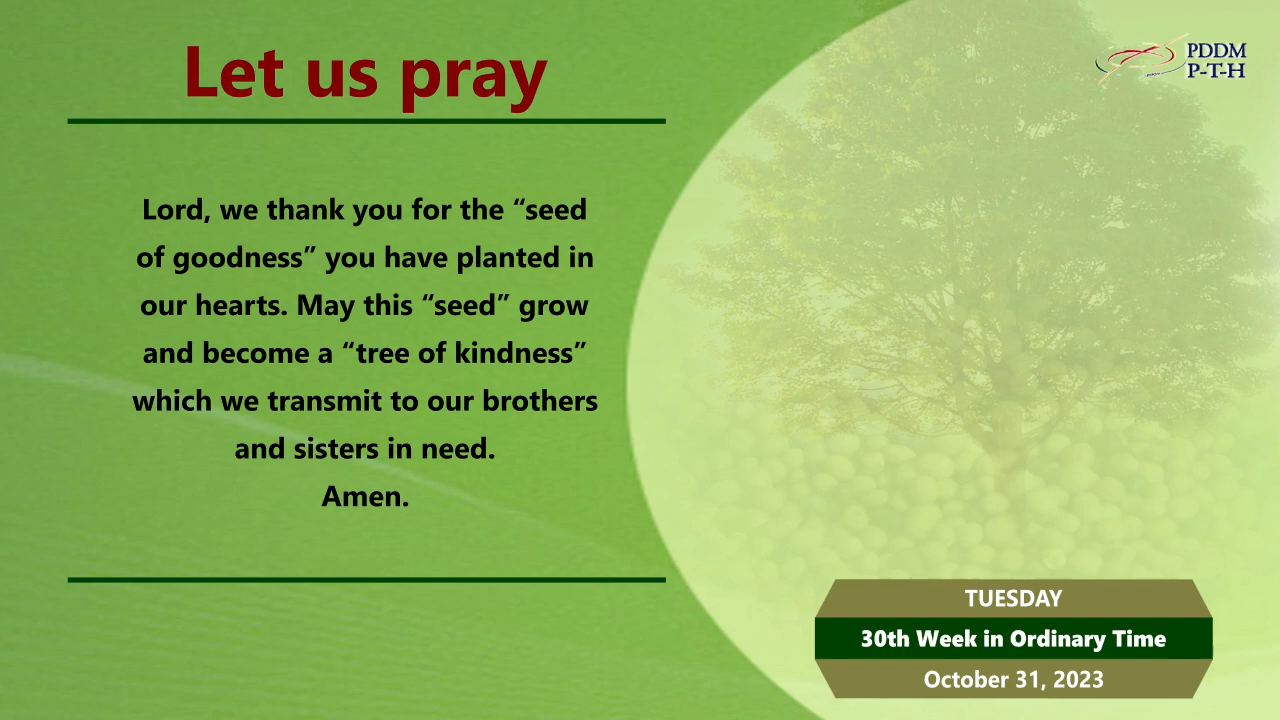 Let us pray
Lord, we thank you for the “seed
of goodness” you have planted in
our hearts. May this “seed” grow
and become a “tree of kindness”
which we transmit to our brothers
and sisters in need.
Amen.
PDDM
P-T-H
TUESDAY
30th Week in Ordinary Time
October 31, 2023